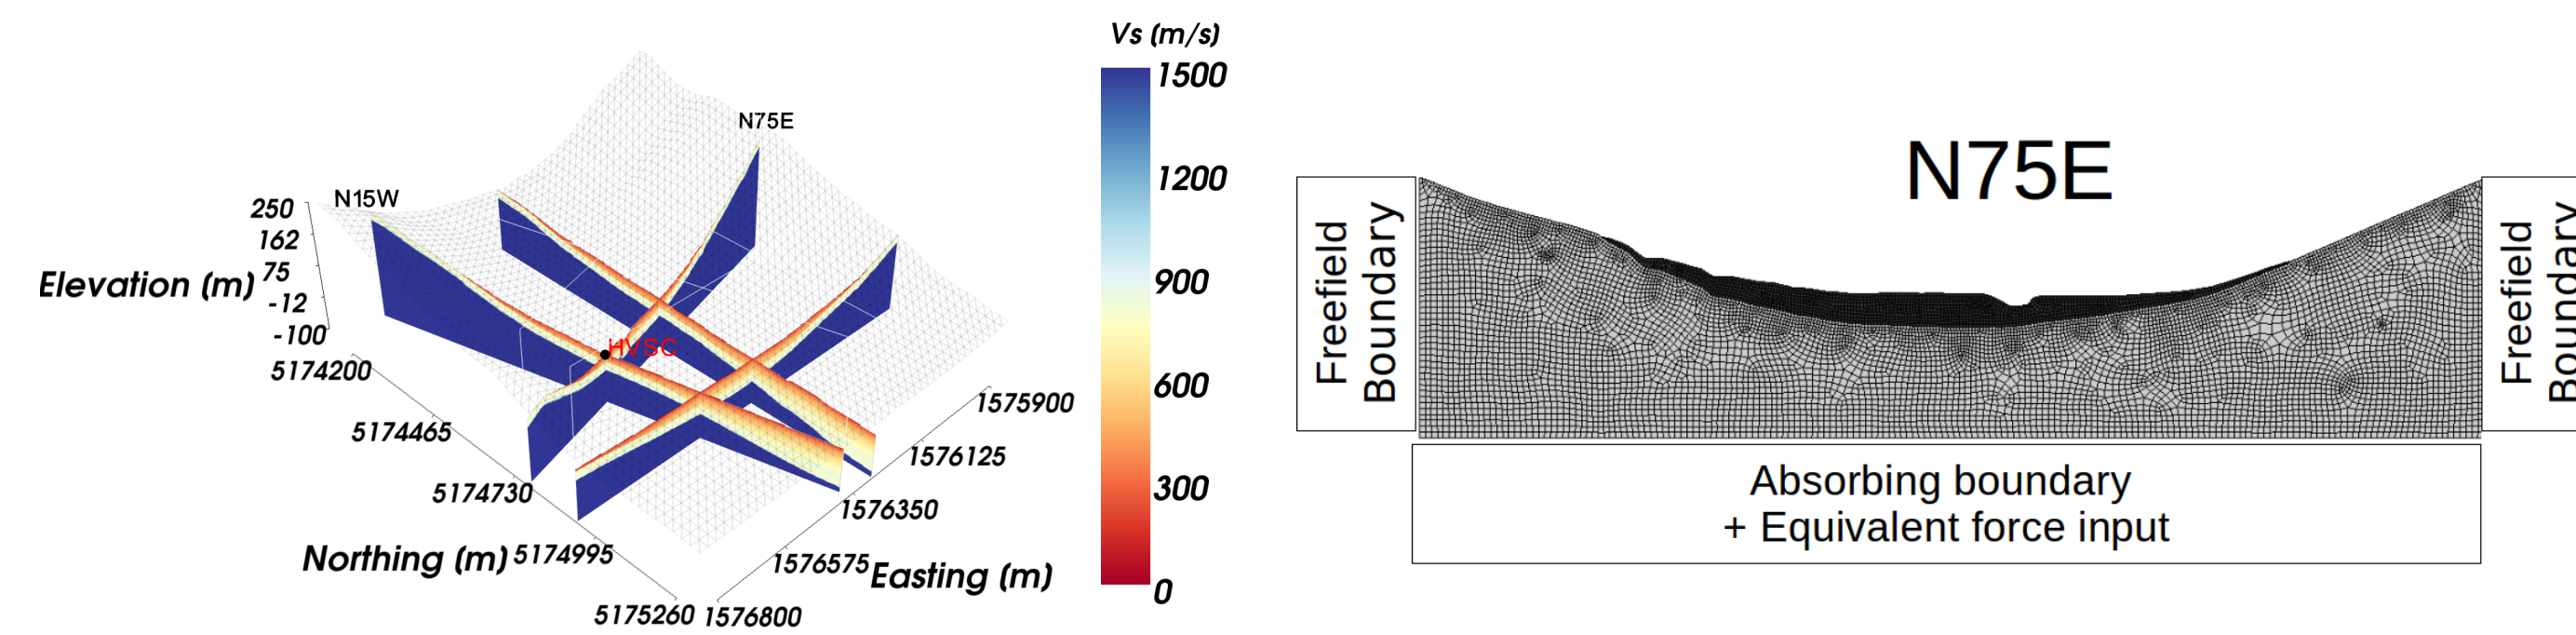 Vs (m/s)
1500
1200
900
600
300
0
N75E
N15W
HVSC
250
162
75
-12
-100
Elevation (m)
5174200
5174465
5174730
5174995
5175260
Northing (m)
1575900
1576125
1576350
1576575
1576800
Easting (m)
N75E
Freefield
Boundary
Freefield
Boundary
Absorbing boundary
+ Equivalent force input